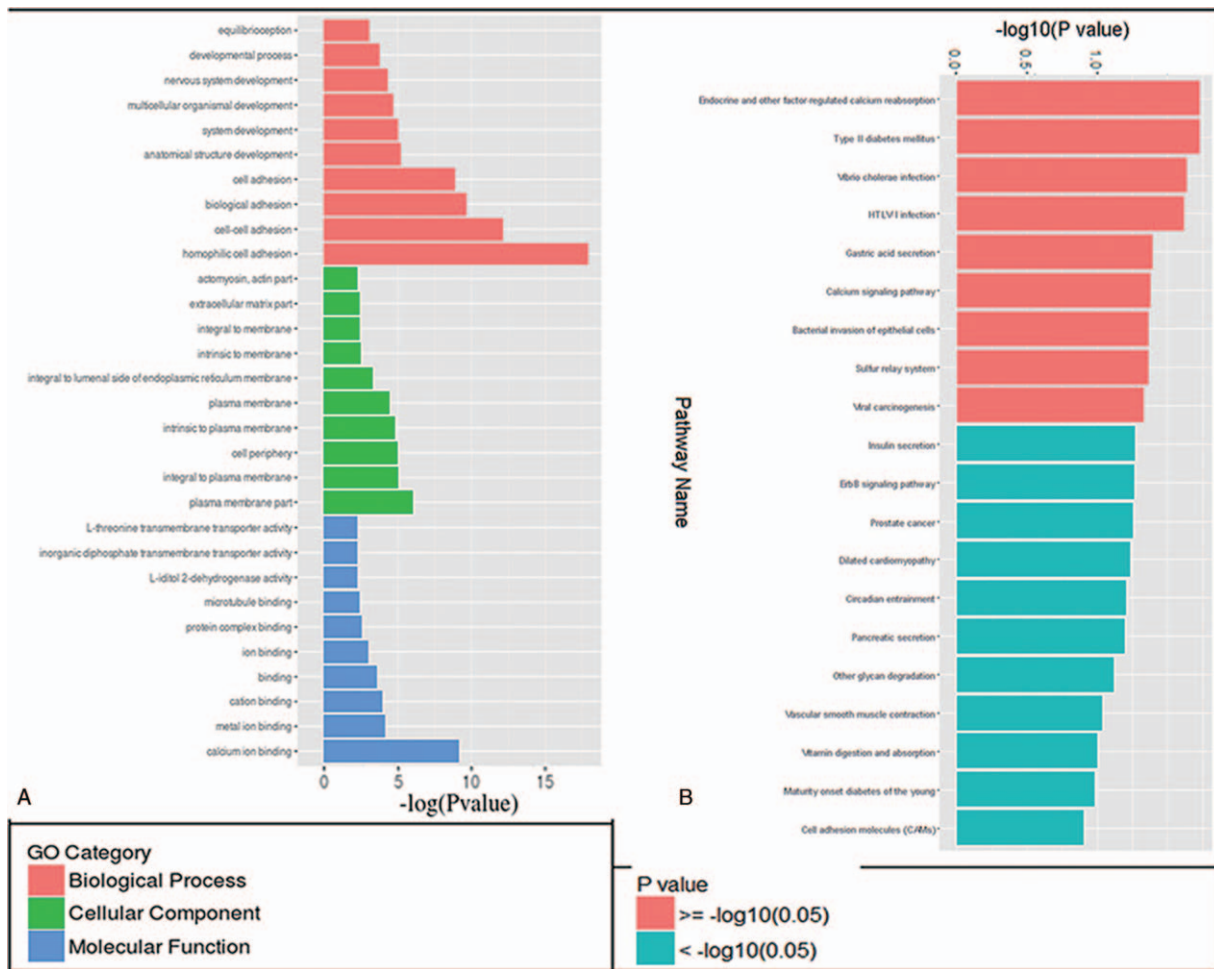 equilibrioception
developmental process
nervous system development
multicellular organismal development
system development
anatomical structure development
cell adhesion
biological adhesion
cell-cell adhesion
homophilic cell adhesion
actomyosin, actin part
extracellular matrix part
integral to membrane
intrinsic to membrane
integral to lumenal side of endoplasmic reticulum membrane
plasma membrane
intrinsic to plasma membrane
cell periphery
integral to plasma membrane
plasma membrane part
L-threonine transmembrane transporter activity
inorganic diphosphate transmembrane transporter activity
L-iditol 2-dehydrogenase activity
microtubule binding
protein complex binding
ion binding
binding
cation binding
metal ion binding
calcium ion binding
0 5 10 15
-log(Pvalue)
A
GO Category
Biological Process
Cellular Component
Molecular Function
-log10(P value)
0.0 0.5 1.0
Pathway Name
Endocrine and other factor-regulated calcium reabsorption
Type II diabetes mellitus
Vibrio cholerae infection
HTLV-I infection
Gastric acid secretion
Calcium signaling pathway
Bacterial invasion of epithelial cells
Sulfur relay system
Viral carcinogenesis
Insulin secretion
ErbB signaling pathway
Prostate cancer
Dilated cardiomyopathy
Circadian entrainment
Pancreatic secretion
Other glycan degradation
Vascular smooth muscle contraction
Vitamin digestion and absorption
Maturity onset diabetes of the young
Cell adhesion molecules (CAMs)
B
P value
>= -log10(0.05)
< -log10(0.05)